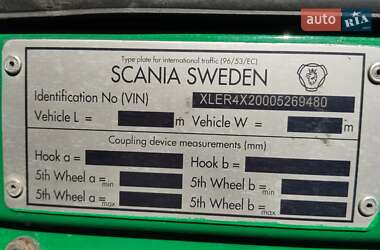 auto RIA
Type plate for international traffic (96/53/EC)
SCANIA SWEDEN
Identification No (VIN) XLER4X20005269480
Vehicle L = m Vehicle W = m
Coupling device measurements (mm)
Hook a = Hook b =
5th Wheel a min = 5th Wheel b min =
5th Wheel a max = 5th Wheel b max =